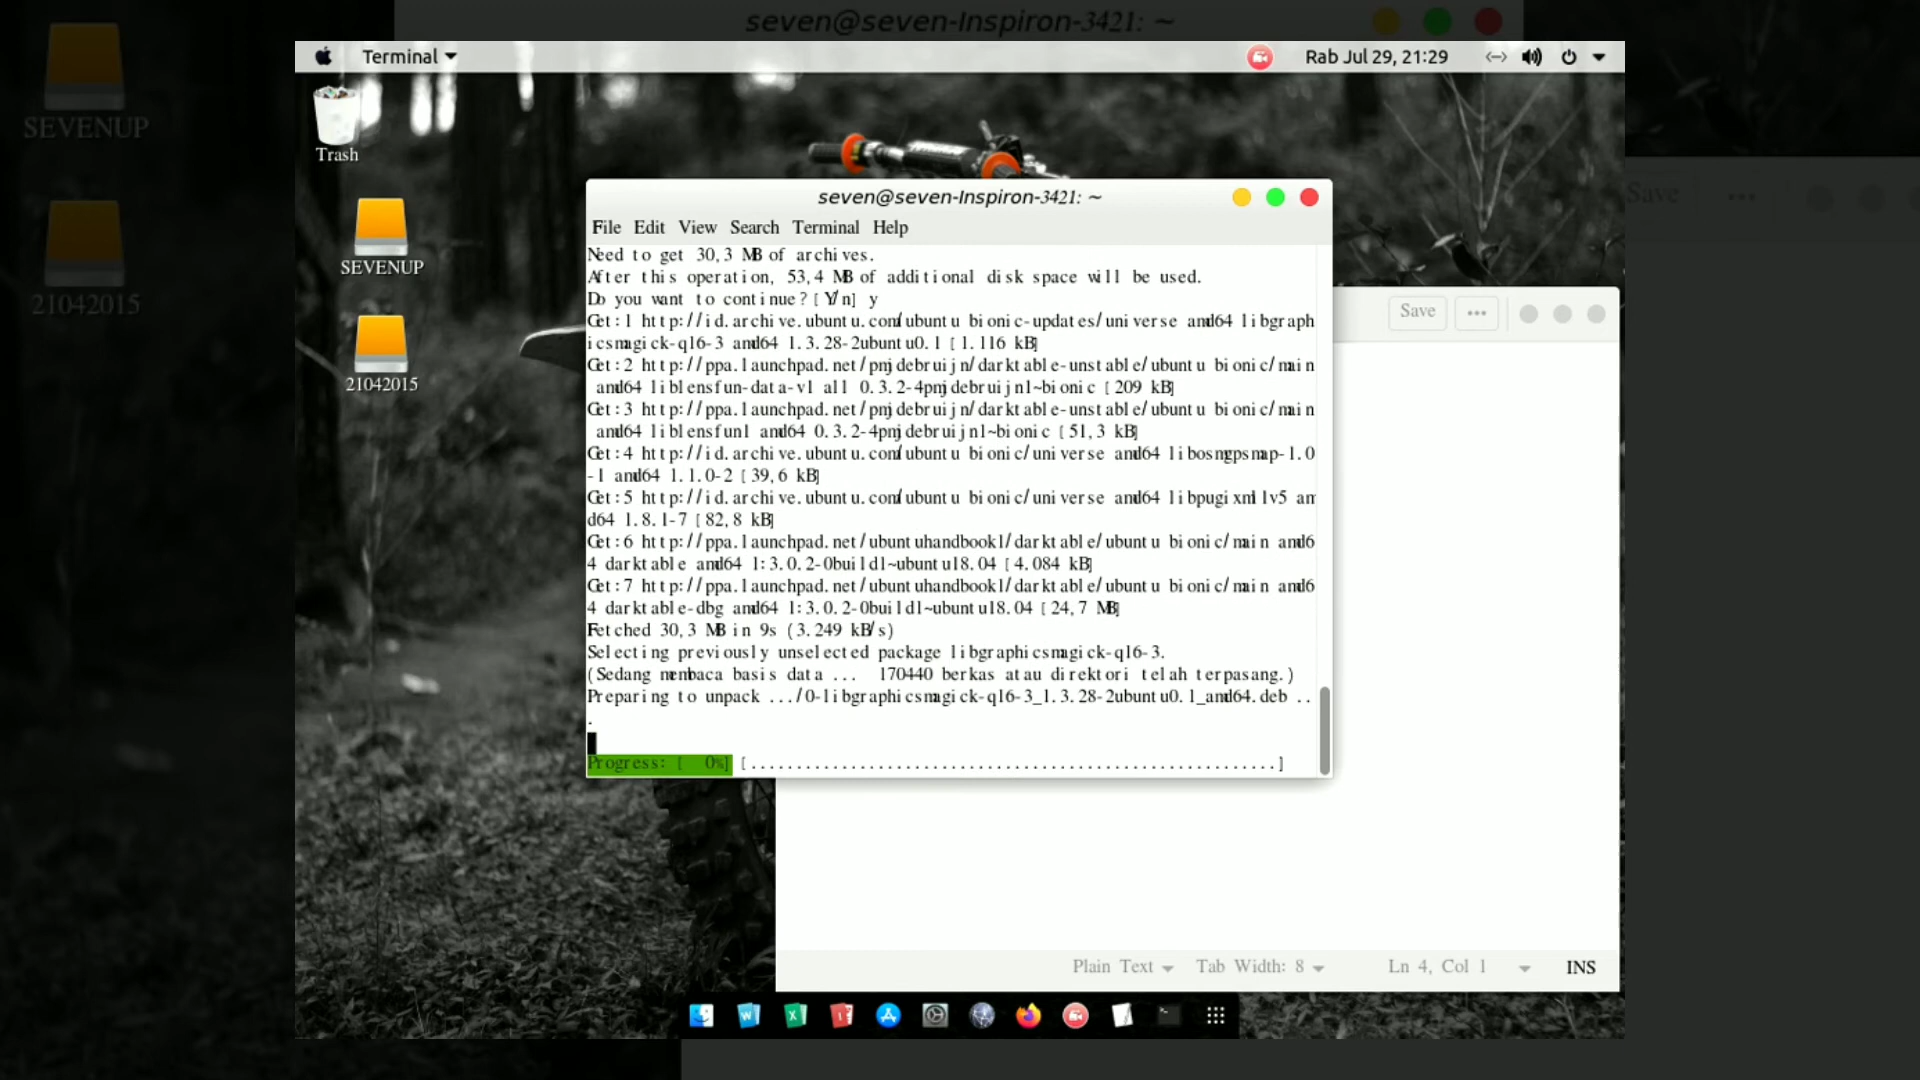 seven@seven-Inspiron-3421: ~
SEVENUP
21042015
Save
Terminal
Rab Jul 29, 21:29
Trash
SEVENUP
21042015
seven@seven-Inspiron-3421: ~
File Edit View Search Terminal Help
Need to get 30,3 MB of archives.
After this operation, 53,4 MB of additional disk space will be used.
Do you want to continue? [Y/n] y
Get:1 http://id.archive.ubuntu.com/ubuntu bionic-updates/universe amd64 libgraph
icsmagick-q16-3 amd64 1.3.28-2ubuntu0.1 [1.116 kB]
Get:2 http://ppa.launchpad.net/pmjdebruijn/darktable-unstable/ubuntu bionic/main
amd64 liblensfun-data-v1 all 0.3.2-4pmjdebruijn1~bionic [209 kB]
Get:3 http://ppa.launchpad.net/pmjdebruijn/darktable-unstable/ubuntu bionic/main
amd64 liblensfun1 amd64 0.3.2-4pmjdebruijn1~bionic [51,3 kB]
Get:4 http://id.archive.ubuntu.com/ubuntu bionic/universe amd64 libosmgpsmap-1.0
-1 amd64 1.1.0-2 [39,6 kB]
Get:5 http://id.archive.ubuntu.com/ubuntu bionic/universe amd64 libpugixml1v5 am
d64 1.8.1-7 [82,8 kB]
Get:6 http://ppa.launchpad.net/ubuntuhandbook1/darktable/ubuntu bionic/main amd6
4 darktable amd64 1:3.0.2-0build1~ubuntu18.04 [4.084 kB]
Get:7 http://ppa.launchpad.net/ubuntuhandbook1/darktable/ubuntu bionic/main amd6
4 darktable-dbg amd64 1:3.0.2-0build1~ubuntu18.04 [24,7 MB]
Fetched 30,3 MB in 9s (3.249 kB/s)
Selecting previously unselected package libgraphicsmagick-q16-3.
(Sedang membaca basis data ... 170440 berkas atau direktori telah terpasang.)
Preparing to unpack .../0-libgraphicsmagick-q16-3_1.3.28-2ubuntu0.1_amd64.deb ..
.
Progress: [ 0%] [..........................................................]
Save
Plain Text Tab Width: 8 Ln 4, Col 1 INS